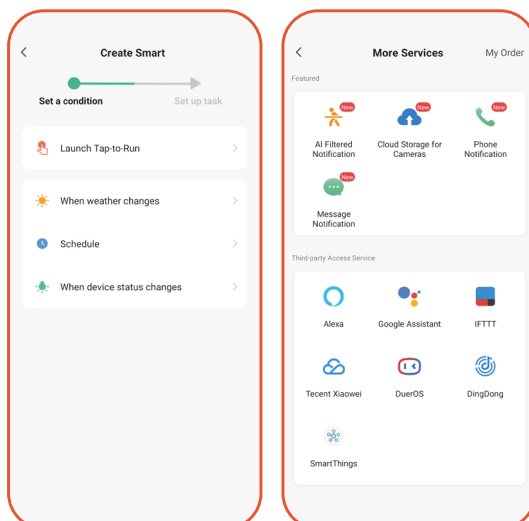 Create Smart
Set a condition
Set up task
Launch Tap-to-Run
When weather changes
Schedule
When device status changes
More Services
My Order
Featured
New
New
New
AI Filtered
Notification
Cloud Storage for
Cameras
Phone
Notification
New
Message
Notification
Third-party Access Service
Alexa
Google Assistant
IFTTT
Tecent Xiaowei
DuerOS
DingDong
SmartThings